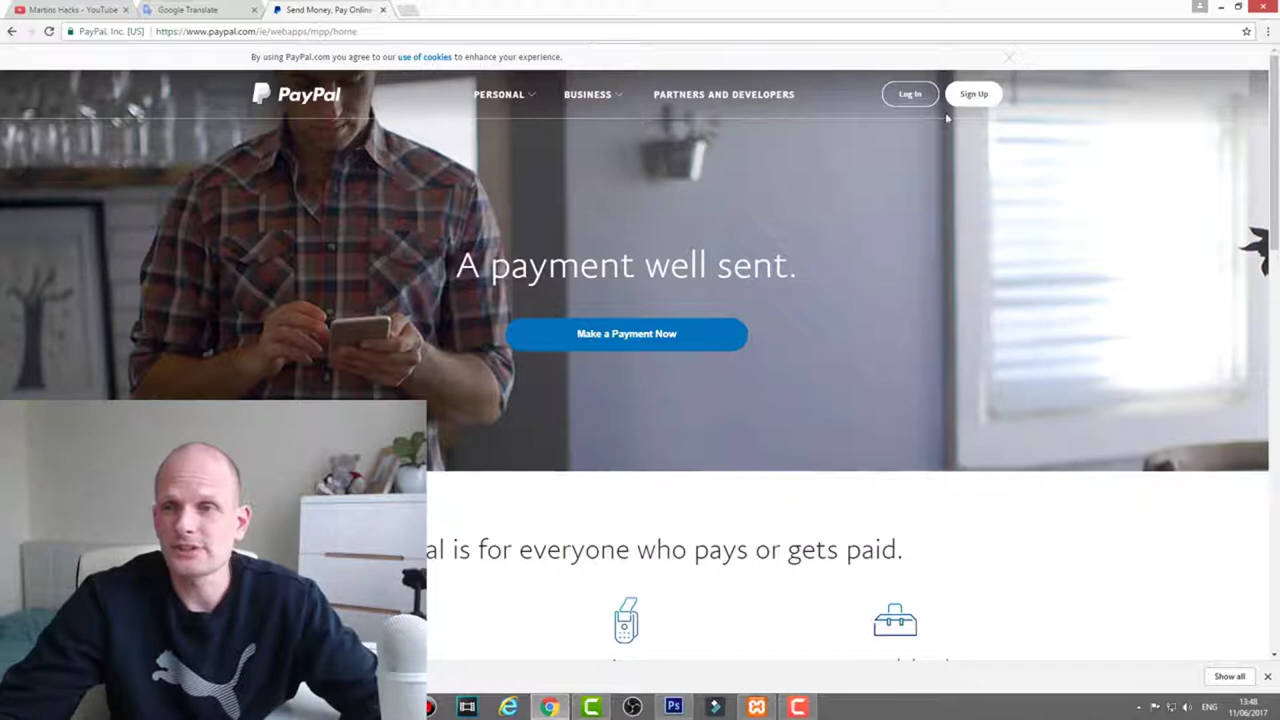 Martins Hacks - YouTube
Google Translate
Send Money, Pay Online
PayPal, Inc. [US]
https://www.paypal.com/ie/webapps/mpp/home
By using PayPal.com you agree to our use of cookies to enhance your experience.
PayPal
PERSONAL
BUSINESS
PARTNERS AND DEVELOPERS
Log In
Sign Up
A payment well sent.
Make a Payment Now
al is for everyone who pays or gets paid.
Show all
Ps
ENG
13:48
11/06/2017